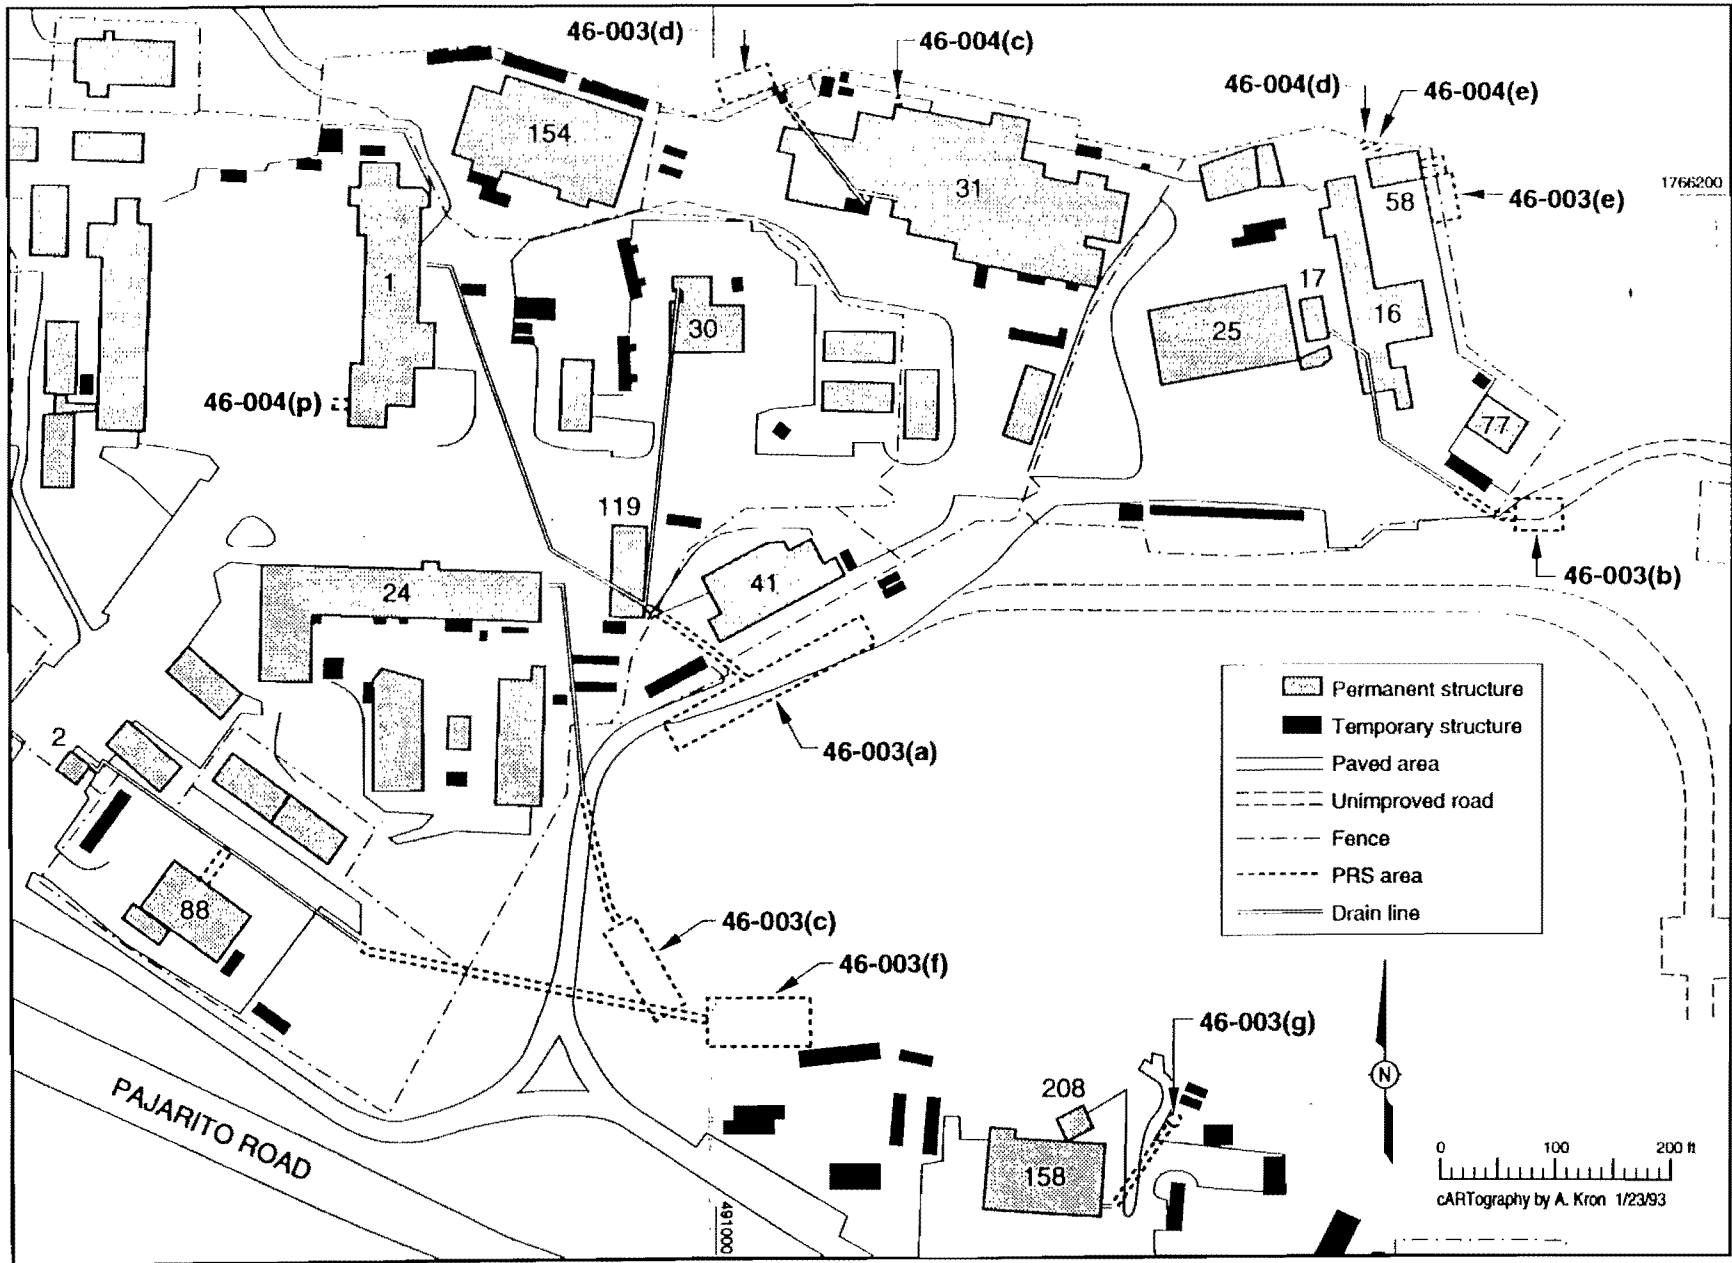 46-003(d)
46-004(c)
46-004(d)
46-004(e)
154
31
58
46-003(e)
1766200
1
30
17
25
16
46-004(p)
77
119
24
41
46-003(b)
2
46-003(a)
Permanent structure
Temporary structure
Paved area
Unimproved road
Fence
PRS area
Drain line
88
46-003(c)
46-003(f)
46-003(g)
N
208
158
PAJARITO ROAD
491000
0 100 200 ft
cARTography by A. Kron 1/23/93